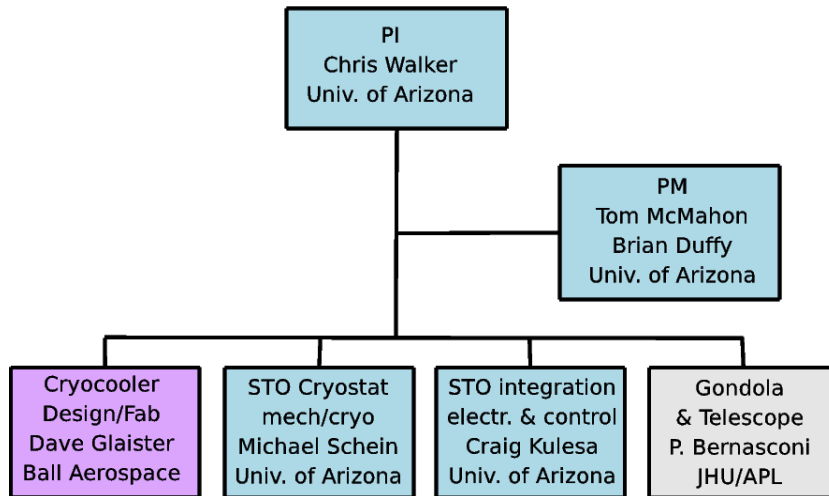 PI
Chris Walker
Univ. of Arizona
PM
Tom McMahon
Brian Duffy
Univ. of Arizona
Cryocooler
Design/Fab
Dave Glaister
Ball Aerospace
STO Cryostat
mech/cryo
Michael Schein
Univ. of Arizona
STO integration
electr. & control
Craig Kulesa
Univ. of Arizona
Gondola
& Telescope
P. Bernasconi
JHU/APL